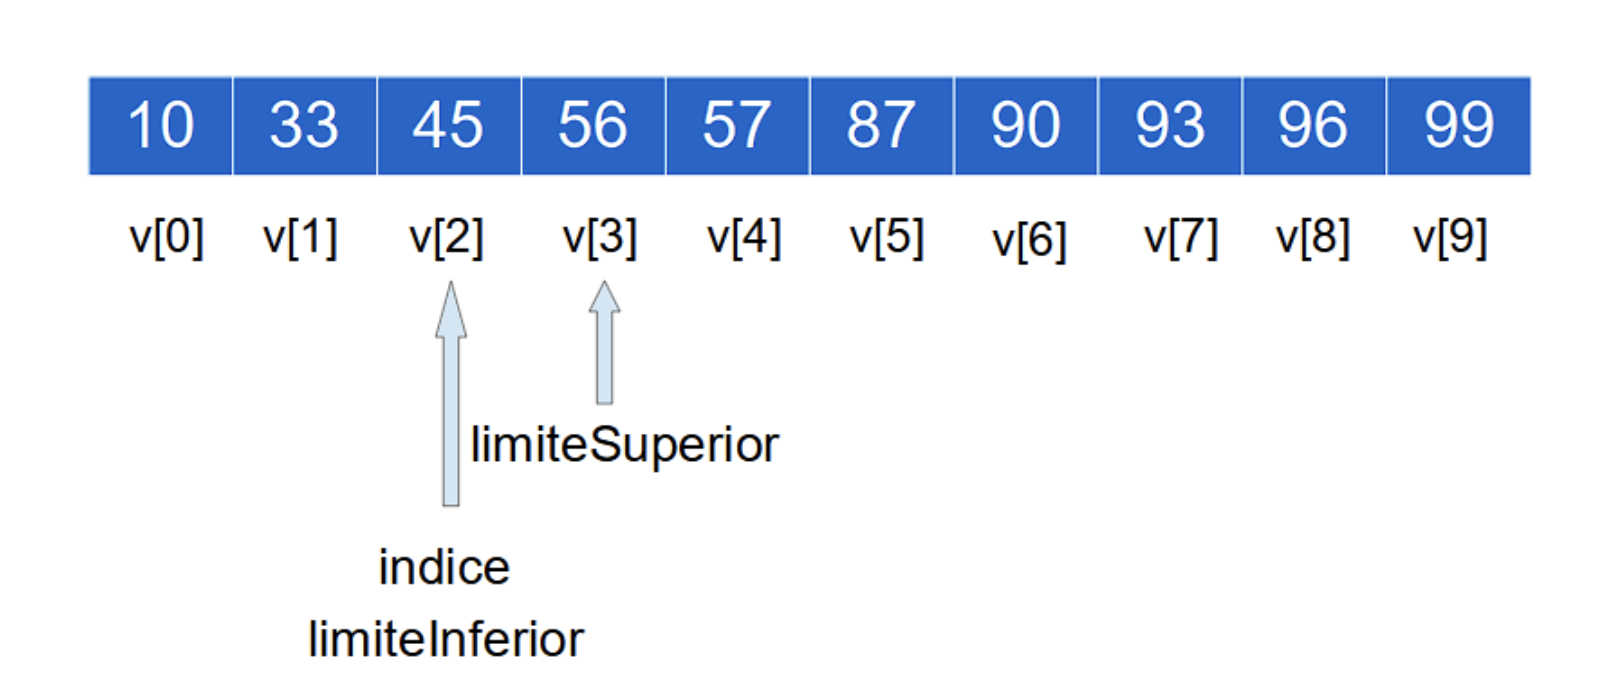 10 33 45 56 57 87 90 93 96 99
v[0] v[1] v[2] v[3] v[4] v[5] v[6] v[7] v[8] v[9]
limiteSuperior
indice
limiteInferior